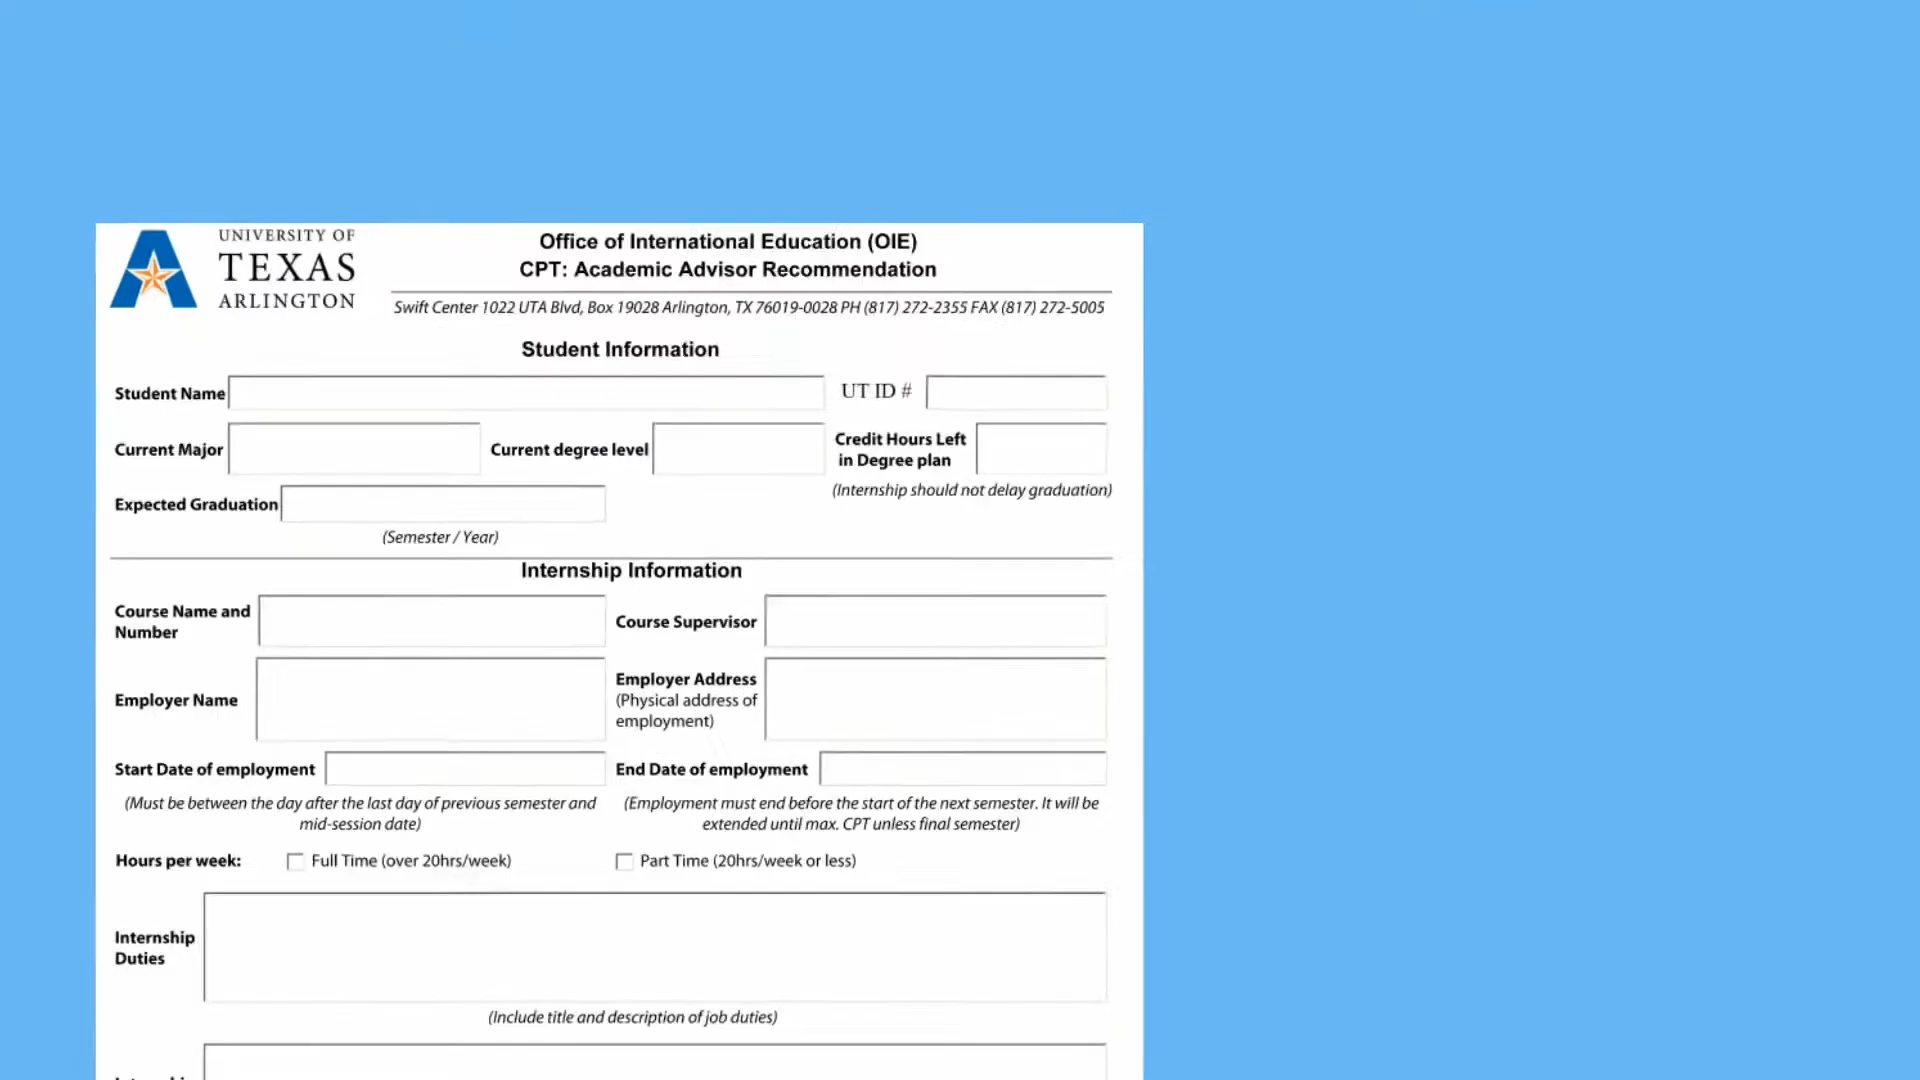 UNIVERSITY OF
TEXAS
ARLINGTON
Office of International Education (OIE)
CPT: Academic Advisor Recommendation
Swift Center 1022 UTA Blvd, Box 19028 Arlington, TX 76019-0028 PH (817) 272-2355 FAX (817) 272-5005
Student Information
Student Name
UT ID #
Current Major
Current degree level
Credit Hours Left
in Degree plan
(Internship should not delay graduation)
Expected Graduation
(Semester / Year)
Internship Information
Course Name and
Number
Course Supervisor
Employer Name
Employer Address
(Physical address of
employment)
Start Date of employment
End Date of employment
(Must be between the day after the last day of previous semester and
mid-session date)
(Employment must end before the start of the next semester. It will be
extended until max. CPT unless final semester)
Hours per week:
Full Time (over 20hrs/week)
Part Time (20hrs/week or less)
Internship
Duties
(Include title and description of job duties)